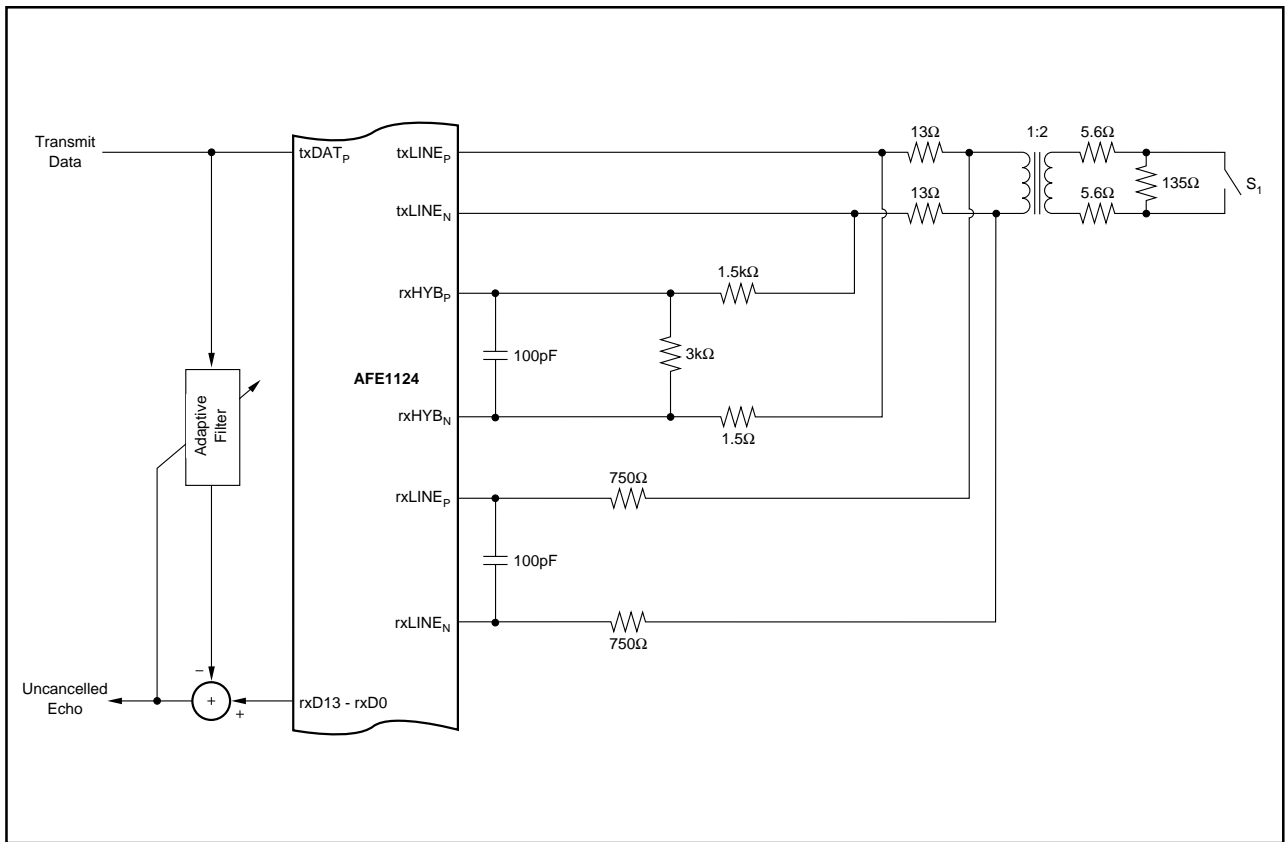 Transmit
Data
txDATP
txLINEP
13Ω
1:2
5.6Ω
135Ω
S1
txLINEN
13Ω
5.6Ω
rxHYBP
1.5kΩ
100pF
3kΩ
AFE1124
Adaptive
Filter
rxHYBN
1.5Ω
rxLINEP
750Ω
100pF
rxLINEN
750Ω
Uncancelled
Echo
–
+
+
rxD13 - rxD0